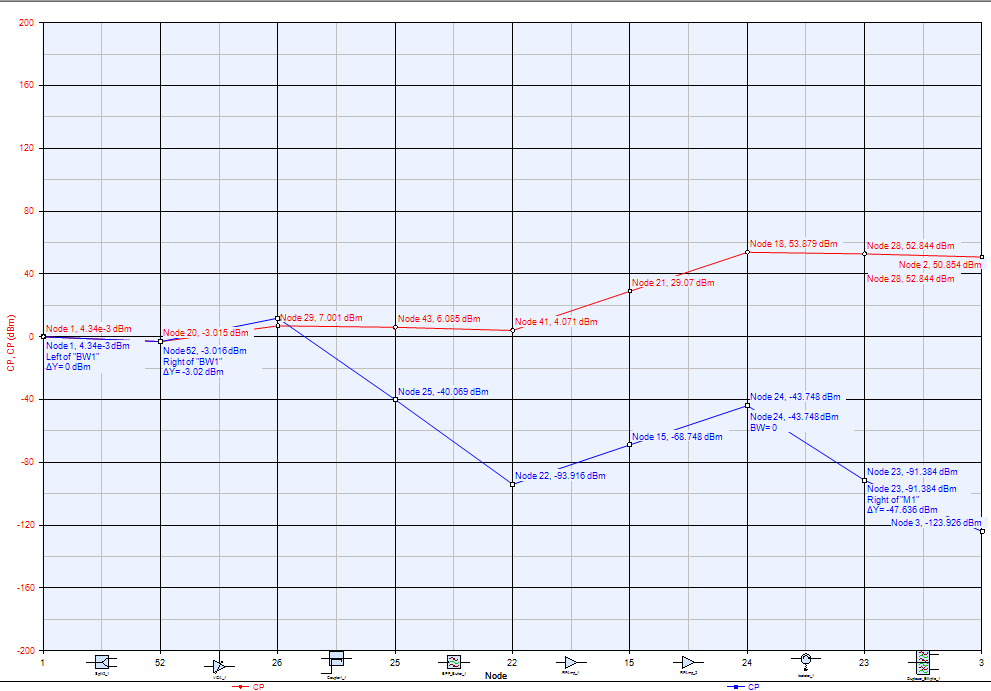 200
160
120
80
40
0
-40
-80
-120
-160
-200
CP, CP (dBm)
Node 1, 4.34e-3 dBm
Node 1, 4.34e-3 dBm
Left of "BW1"
ΔY= 0 dBm
Node 20, -3.015 dBm
Node 52, -3.016 dBm
Right of "BW1"
ΔY= -3.02 dBm
Node 29, 7.001 dBm
Node 43, 6.085 dBm
Node 25, -40.069 dBm
Node 41, 4.071 dBm
Node 22, -93.916 dBm
Node 21, 29.07 dBm
Node 15, -68.748 dBm
Node 18, 53.879 dBm
Node 24, -43.748 dBm
Node 24, -43.748 dBm
BW= 0
Node 28, 52.844 dBm
Node 2, 50.854 dBm
Node 28, 52.844 dBm
Node 23, -91.384 dBm
Node 23, -91.384 dBm
Right of "M1"
ΔY= -47.636 dBm
Node 3, -123.926 dBm
1 52 26 25 22 15 24 23 3
Node
CP CP